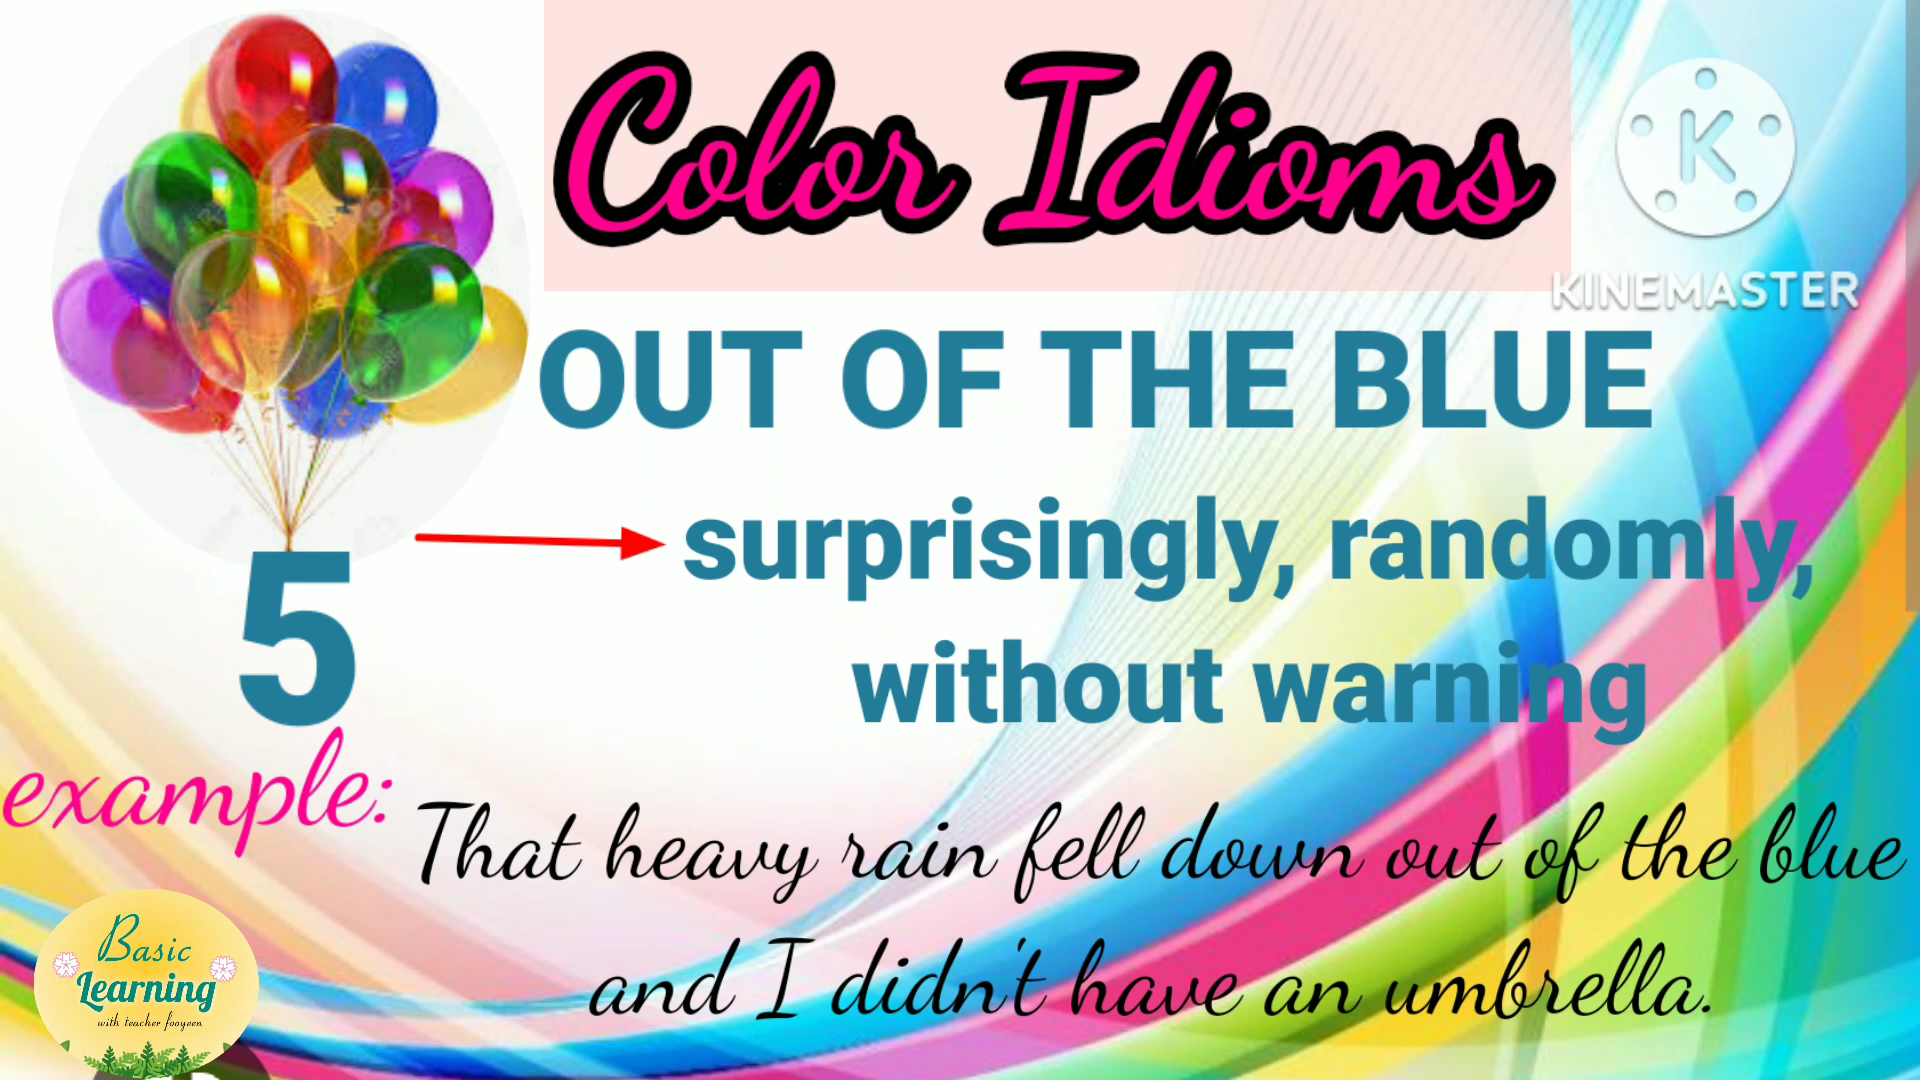 Color Idioms
K
KINEMASTER
OUT OF THE BLUE
surprisingly, randomly,
without warning
5
example:
That heavy rain fell down out of the blue
and I didn't have an umbrella.
Basic
Learning
with teacher fooyeen